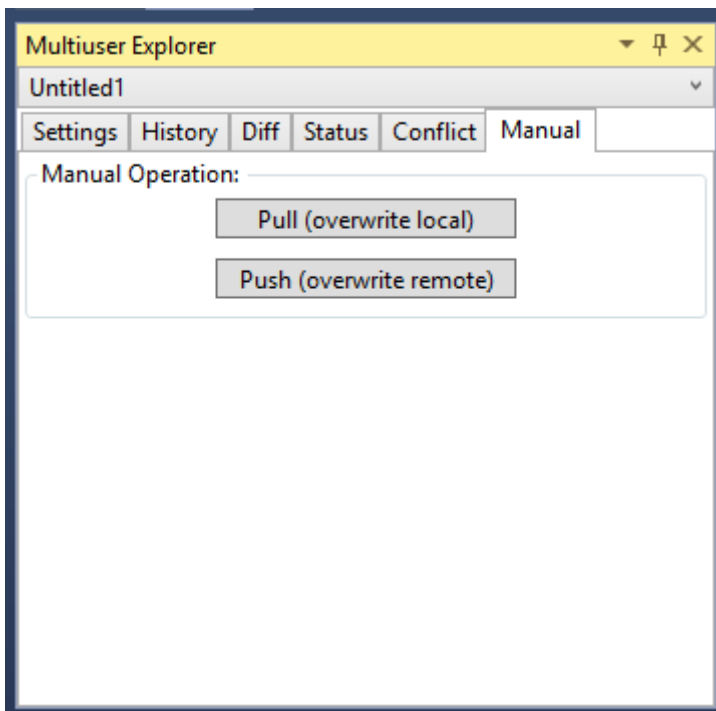 Multiuser Explorer
Untitled1
Settings History Diff Status Conflict Manual
Manual Operation:
Pull (overwrite local)
Push (overwrite remote)